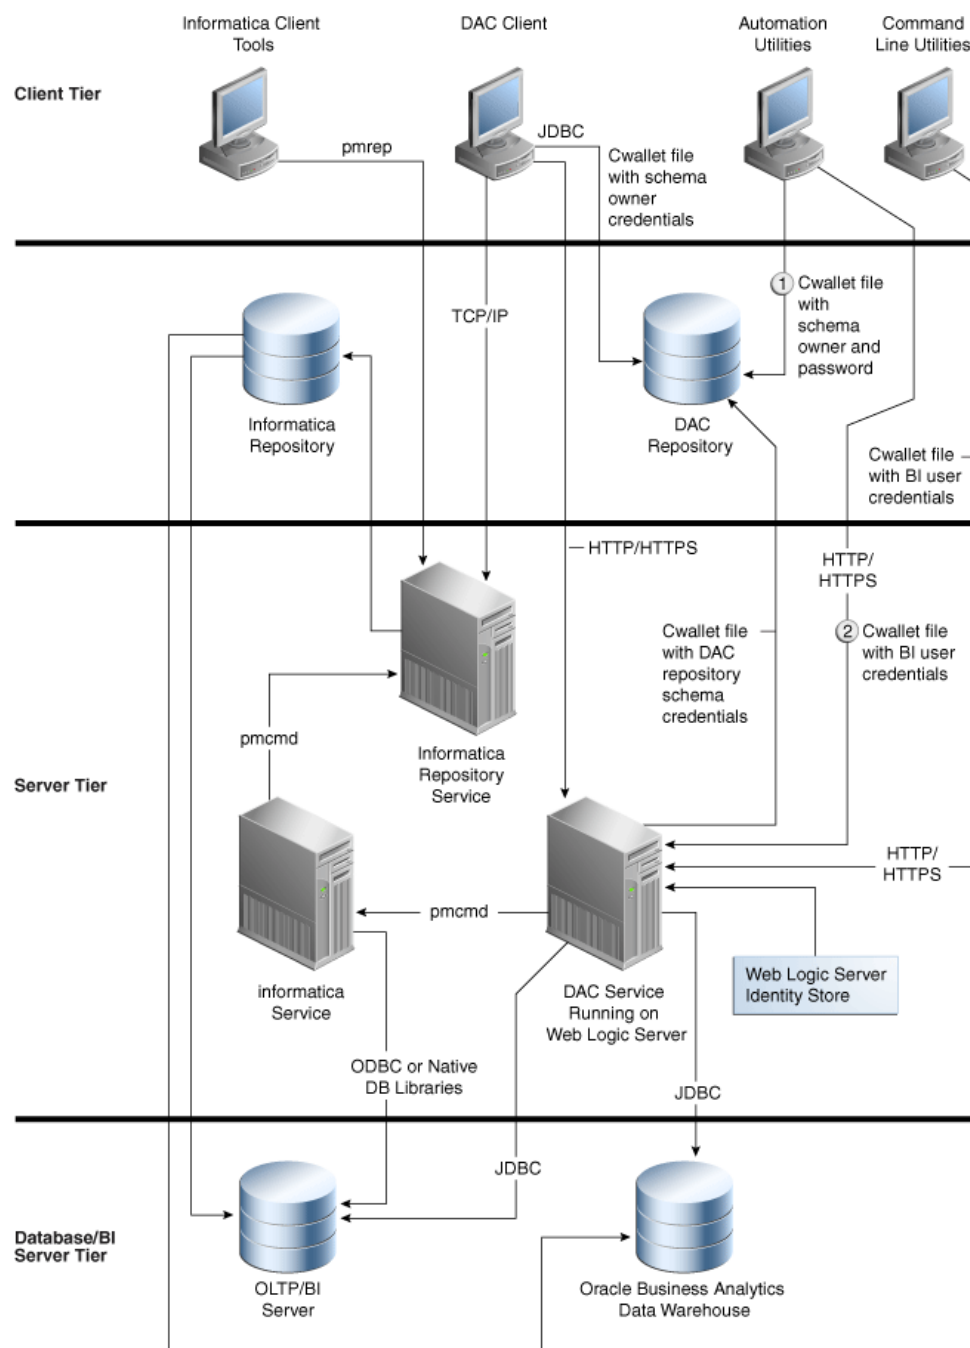 Informatica Client
Tools
DAC Client
Automation
Utilities
Command
Line Utilities
Client Tier
pmrep
JDBC
Cwallet file
with schema
owner
credentials
TCP/IP
1
Cwallet file
with
schema
owner and
password
Informatica
Repository
DAC
Repository
Cwallet file
with BI user
credentials
HTTP/HTTPS
HTTP/
HTTPS
Cwallet file
with DAC
repository
schema
credentials
2
Cwallet file
with BI user
credentials
pmcmd
Informatica
Repository
Service
Server Tier
HTTP/
HTTPS
pmcmd
Web Logic Server
Identity Store
informatica
Service
DAC Service
Running on
Web Logic Server
ODBC or Native
DB Libraries
JDBC
JDBC
Database/BI
Server Tier
OLTP/BI
Server
Oracle Business Analytics
Data Warehouse